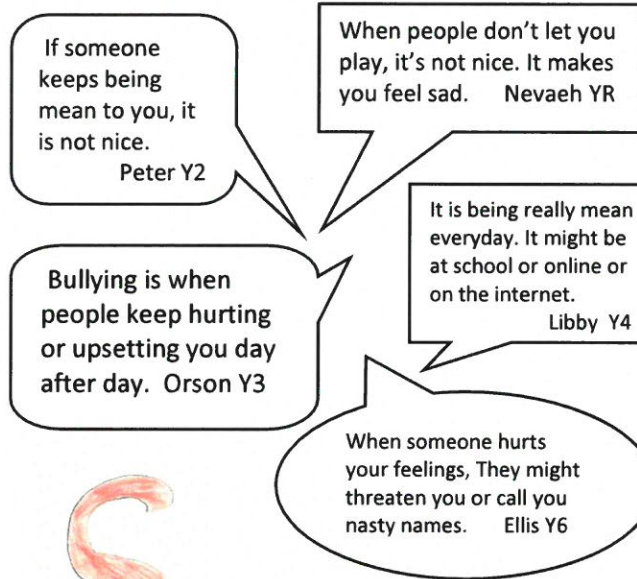 If someone
keeps being
mean to you, it
is not nice.
Peter Y2
When people don’t let you
play, it’s not nice. It makes
you feel sad. Nevaeh YR
It is being really mean
everyday. It might be
at school or online or
on the internet.
Libby Y4
Bullying is when
people keep hurting
or upsetting you day
after day. Orson Y3
When someone hurts
your feelings, They might
threaten you or call you
nasty names. Ellis Y6